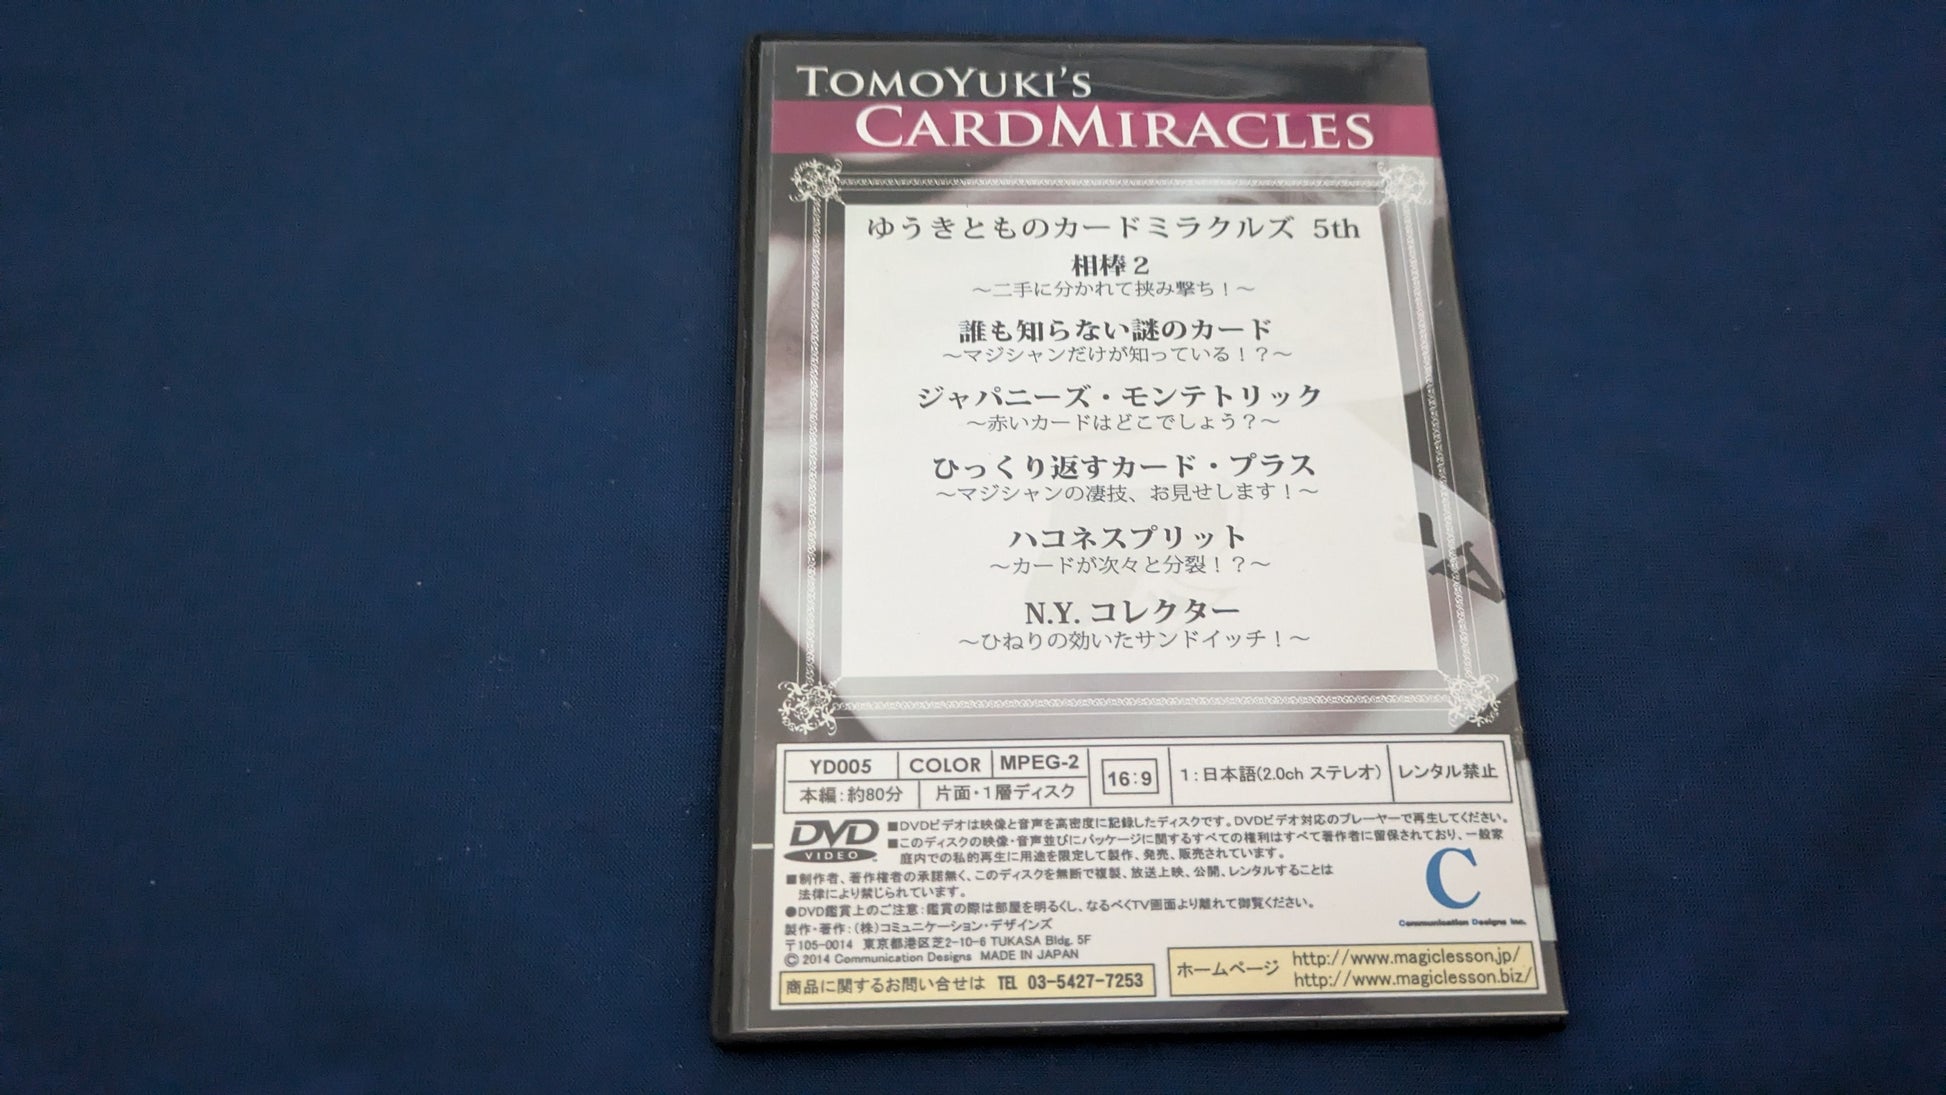 TOMOYUKI'S
CARDMIRACLES
ゆうきとものカードミラクルズ 5th
相棒2
～二手に分かれて挟み撃ち！～
誰も知らない謎のカード
～マジシャンだけが知っている！？～
ジャパニーズ・モンテトリック
～赤いカードはどこでしょう？～
ひっくり返すカード・プラス
～マジシャンの凄技、お見せします！～
ハコネスプリット
～カードが次々と分裂！？～
N.Y. コレクター
～ひねりの効いたサンドイッチ！～
YD005 COLOR MPEG-2 16:9 1：日本語(2.0ch ステレオ) レンタル禁止
本編：約80分 片面・1層ディスク
DVD VIDEO
■DVDビデオは映像と音声を高密度に記録したディスクです。DVDビデオ対応のプレーヤーで再生してください。
■このディスクの映像・音声並びにパッケージに関するすべての権利はすべて著作者に留保されており、一般家
庭内での私的再生に用途を限定して製作、発売、販売されています。
■制作者、著作権者の承諾無く、このディスクを無断で複製、放送上映、公開、レンタルすることは
法律により禁じられています。
●DVD鑑賞上のご注意：鑑賞の際は部屋を明るくし、なるべくTV画面より離れて御覧ください。
製作・著作：(株)コミュニケーション・デザインズ
〒105-0014 東京都港区芝2-10-6 TUKASA Bldg. 5F
© 2014 Communication Designs MADE IN JAPAN
C
Communication Designs Inc.
商品に関するお問い合せは TEL 03-5427-7253
ホームページ http://www.magiclesson.jp/
http://www.magiclesson.biz/